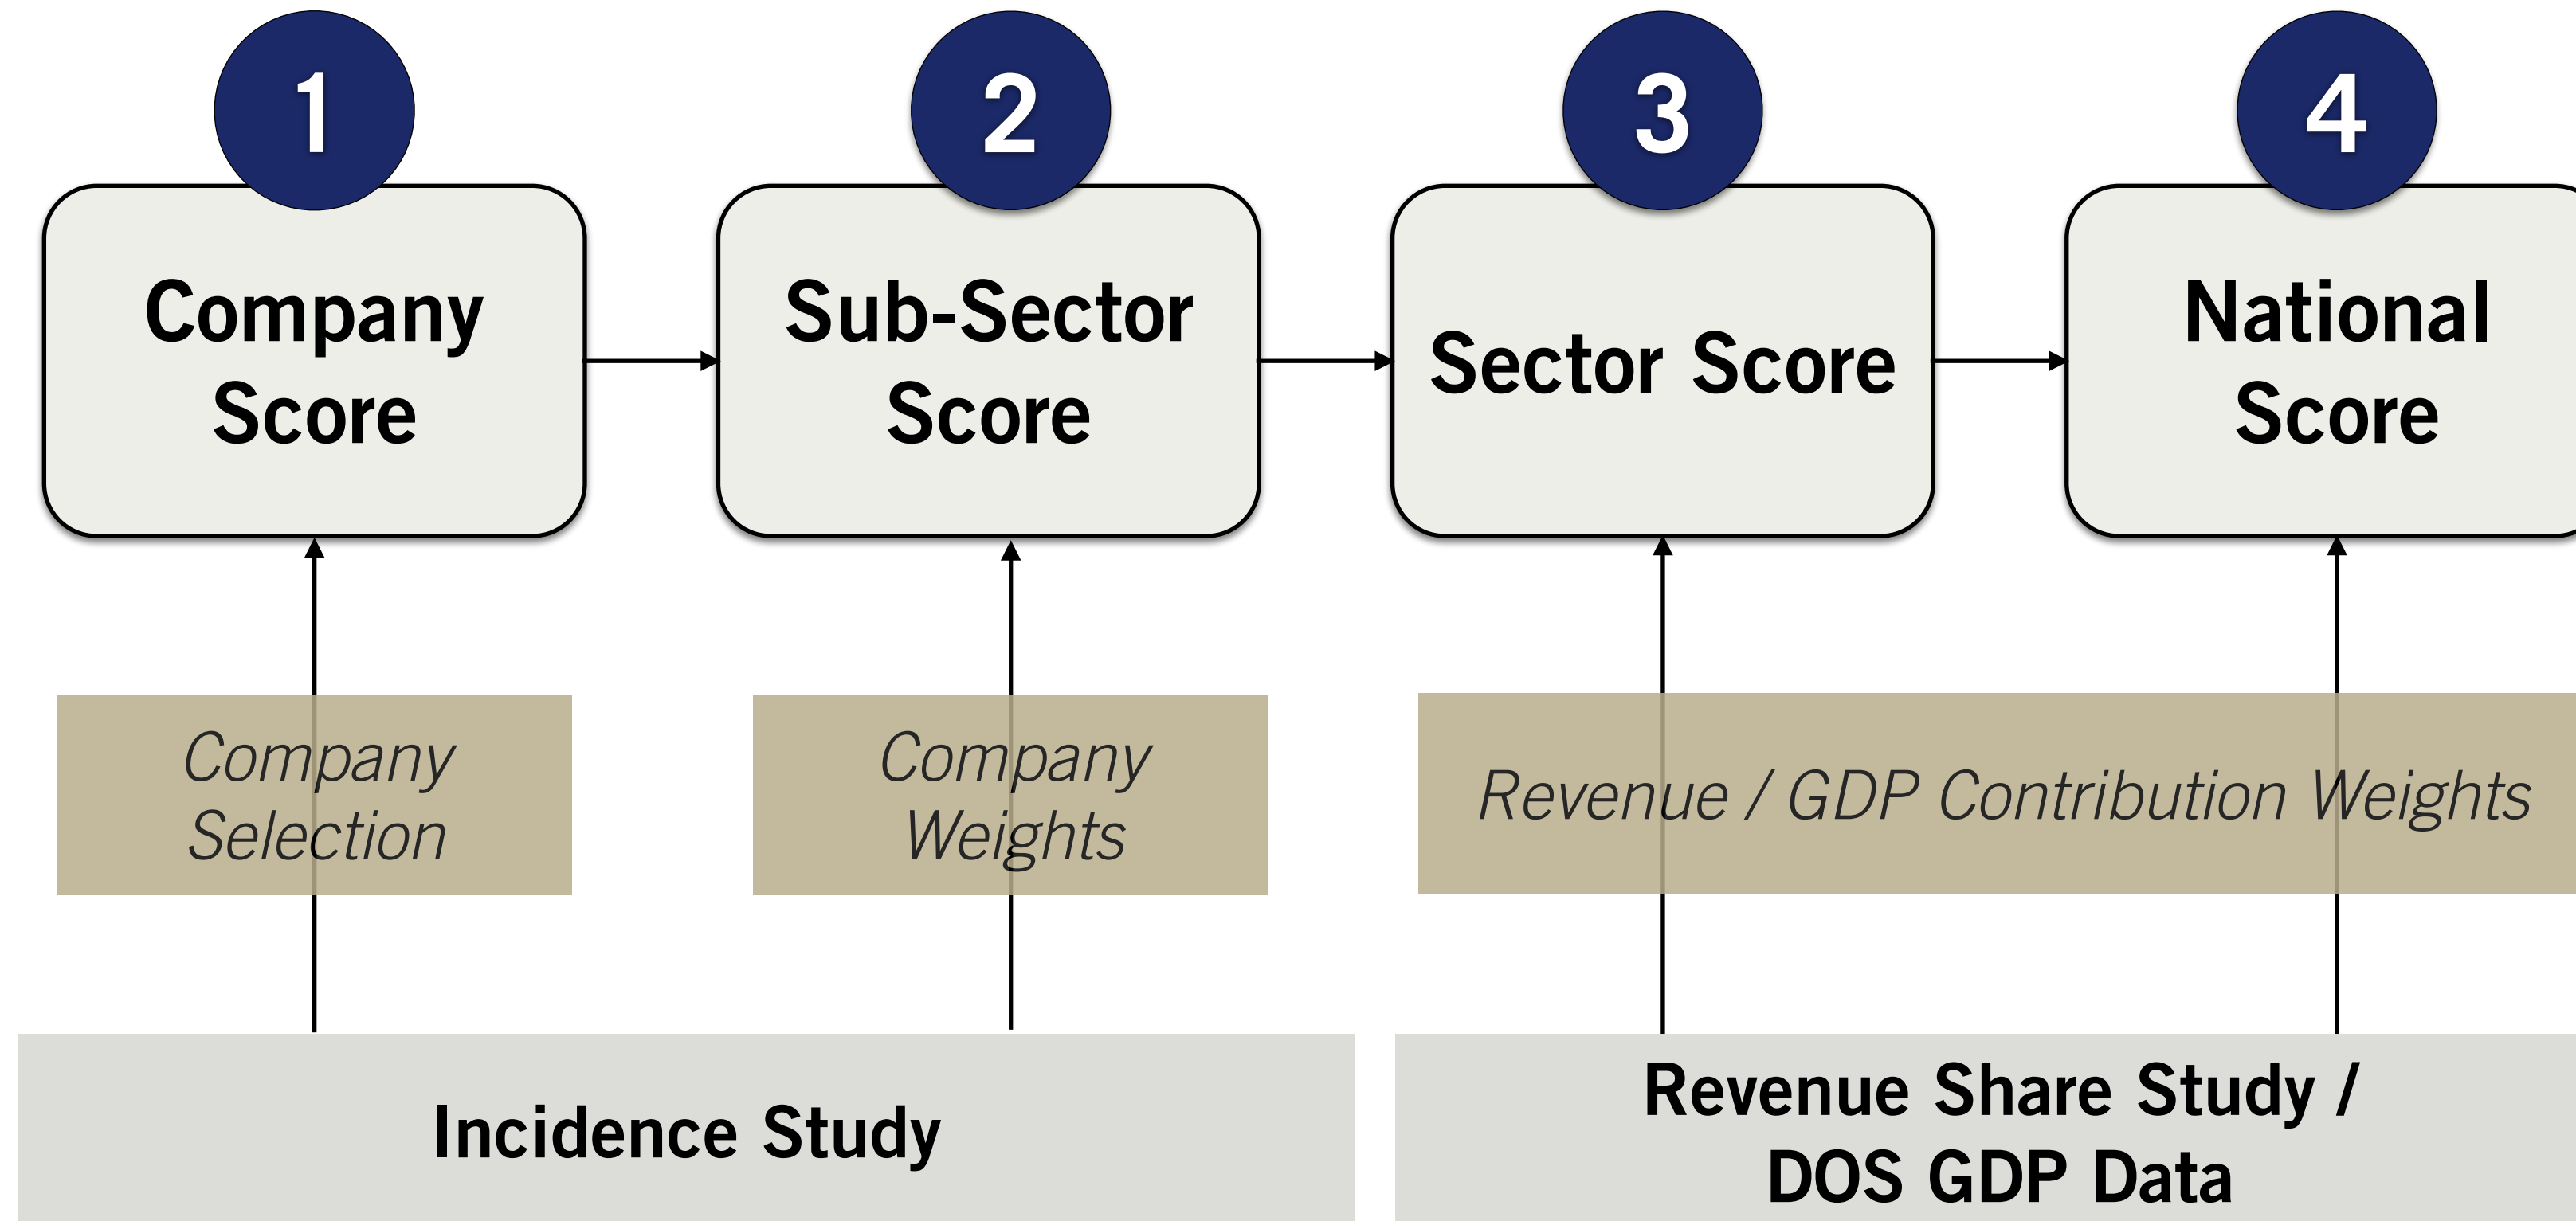 1
2
3
4
Company
Score
Sub-Sector
Score
Sector Score
National
Score
Company
Selection
Company
Weights
Revenue / GDP Contribution Weights
Incidence Study
Revenue Share Study /
DOS GDP Data